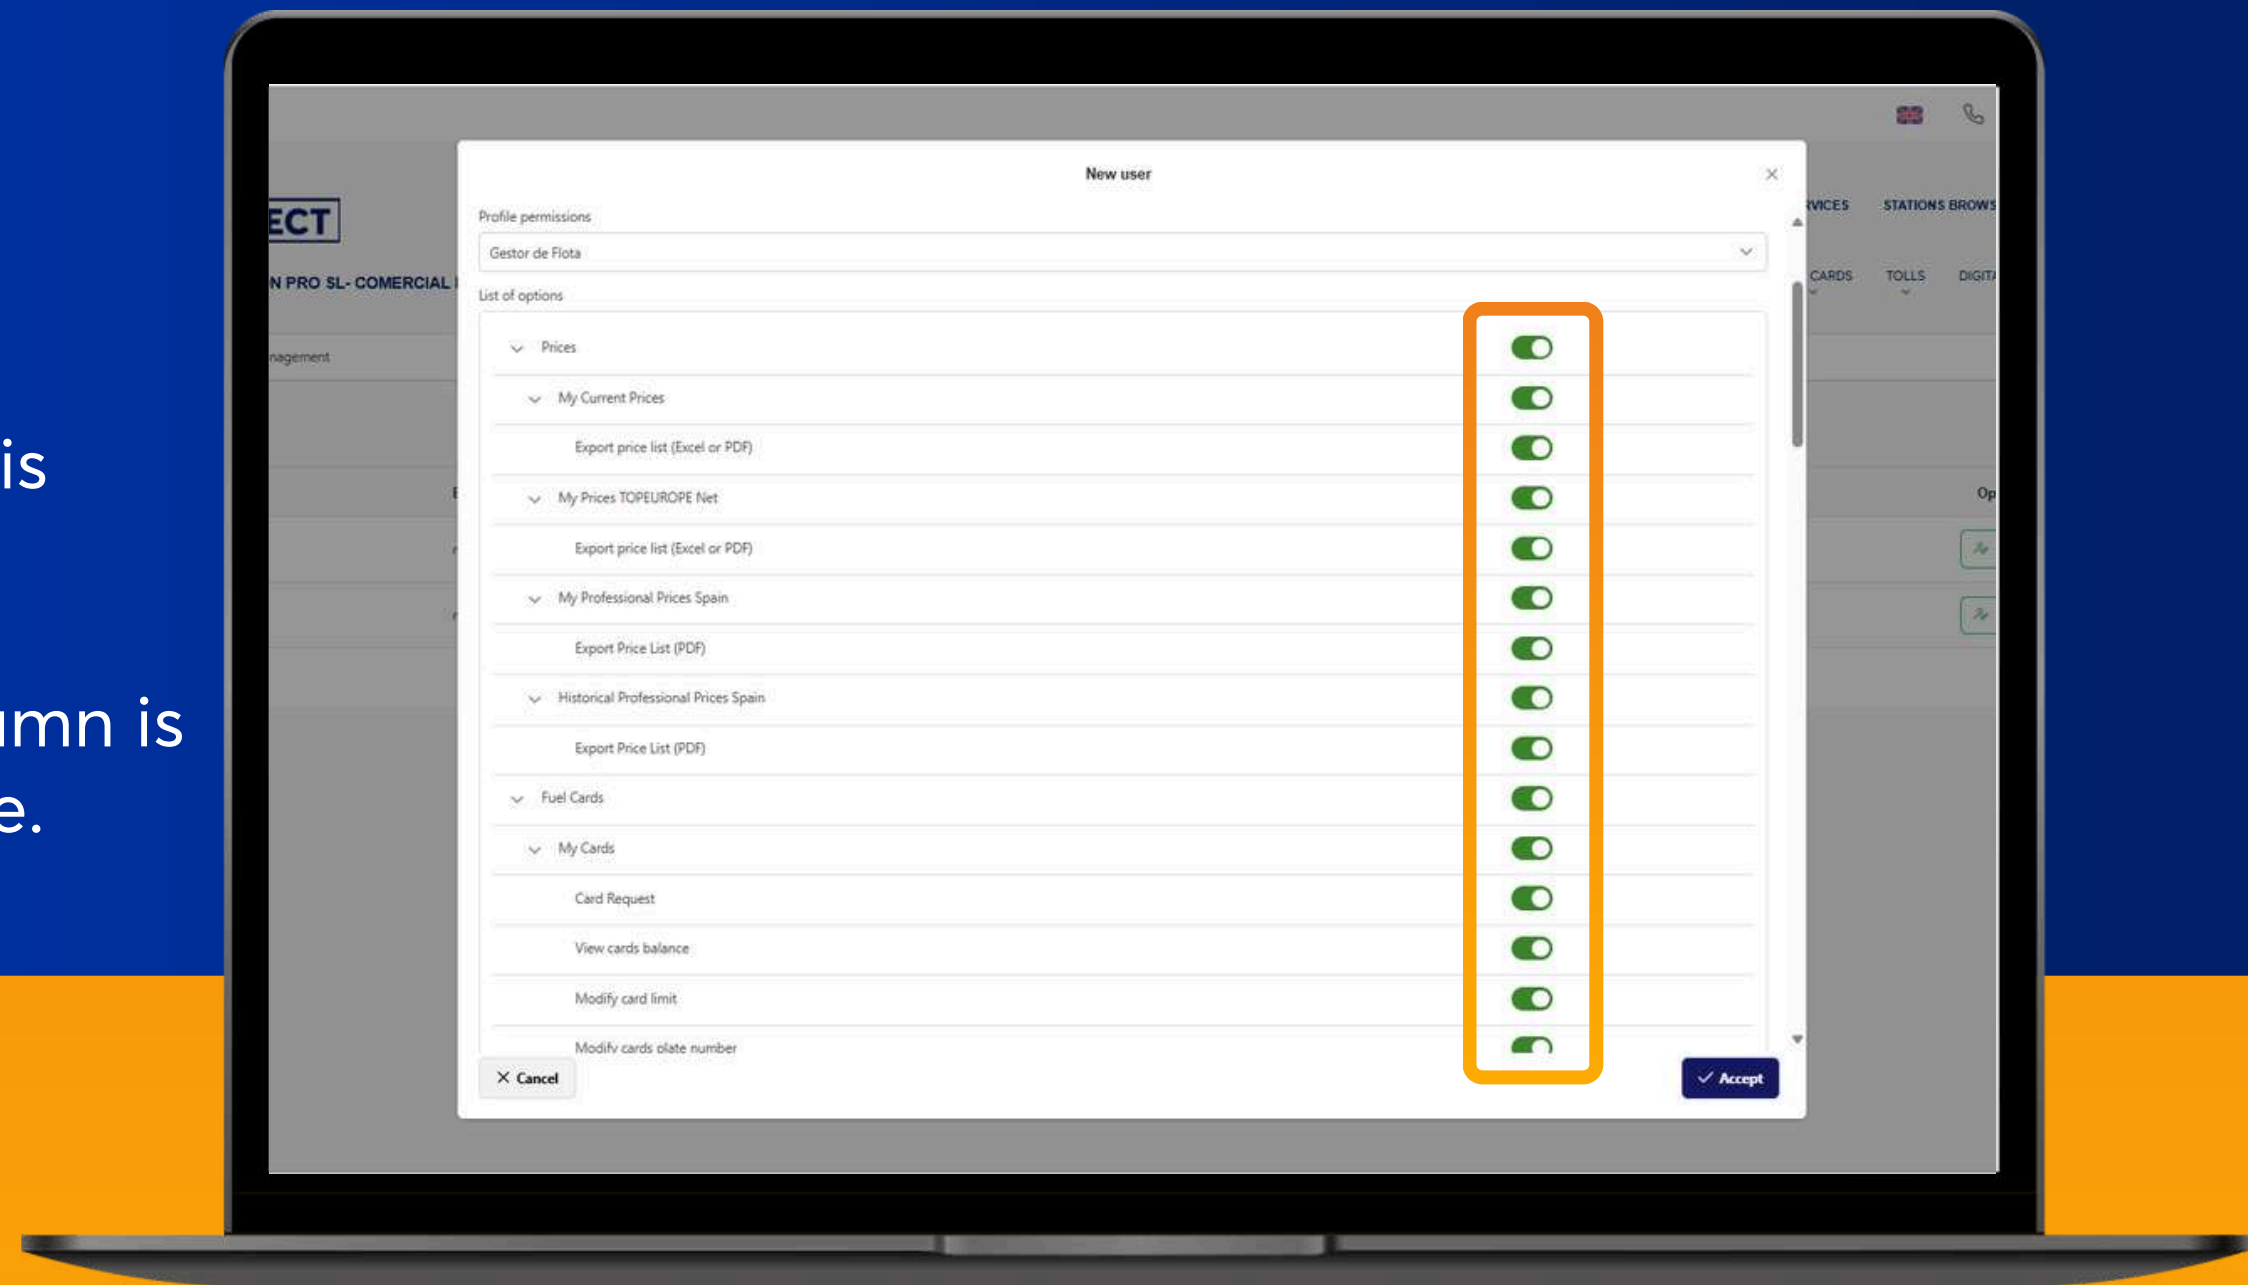 is
umn is
e.
ECT
N PRO SL- COMERCIAL
nagement
New user
Profile permissions
Gestor de Flota
List of options
Prices
My Current Prices
Export price list (Excel or PDF)
My Prices TOPEUROPE Net
Export price list (Excel or PDF)
My Professional Prices Spain
Export Price List (PDF)
Historical Professional Prices Spain
Export Price List (PDF)
Fuel Cards
My Cards
Card Request
View cards balance
Modify card limit
Modify cards plate number
Cancel
Accept
RVICES
STATIONS BROWS
CARDS
TOLLS
DIGITA
Op